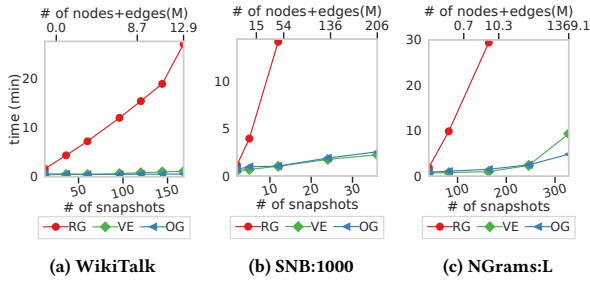 # of nodes+edges(M)
0.0 8.7 12.9
20
10
0
time (min)
50 100 150
# of snapshots
RG VE OG
(a) WikiTalk
# of nodes+edges(M)
15 54 136 206
10
5
0
10 20 30
# of snapshots
RG VE OG
(b) SNB:1000
# of nodes+edges(M)
0.7 10.3 1369.1
30
20
10
0
100 200 300
# of snapshots
RG VE OG
(c) NGrams:L